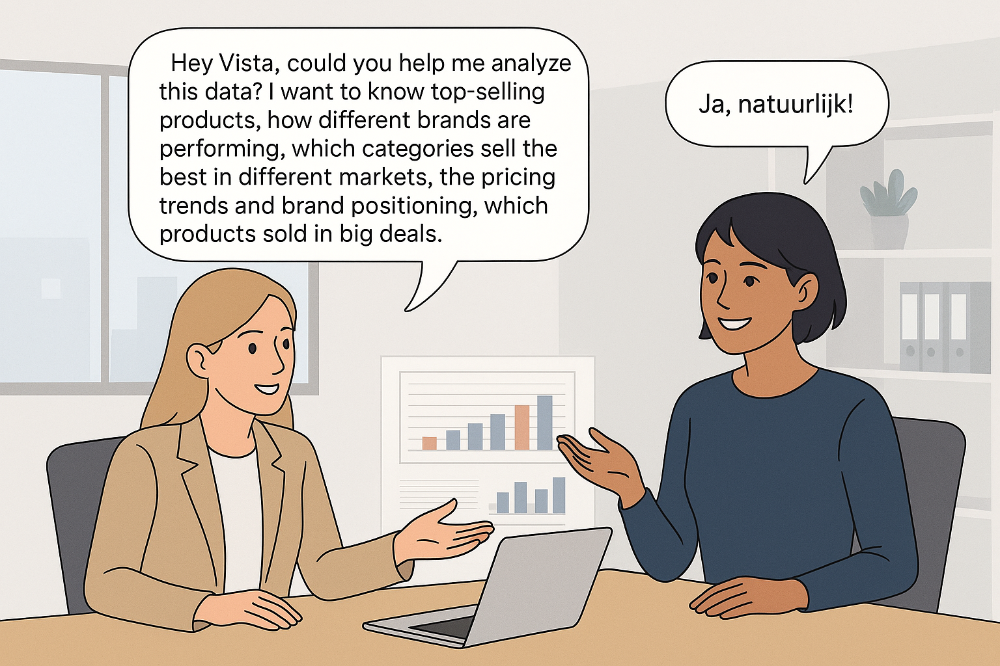 Hey Vista, could you help me analyze
this data? I want to know top-selling
products, how different brands are
performing, which categories sell the
best in different markets, the pricing
trends and brand positioning, which
products sold in big deals.
Ja, natuurlijk!